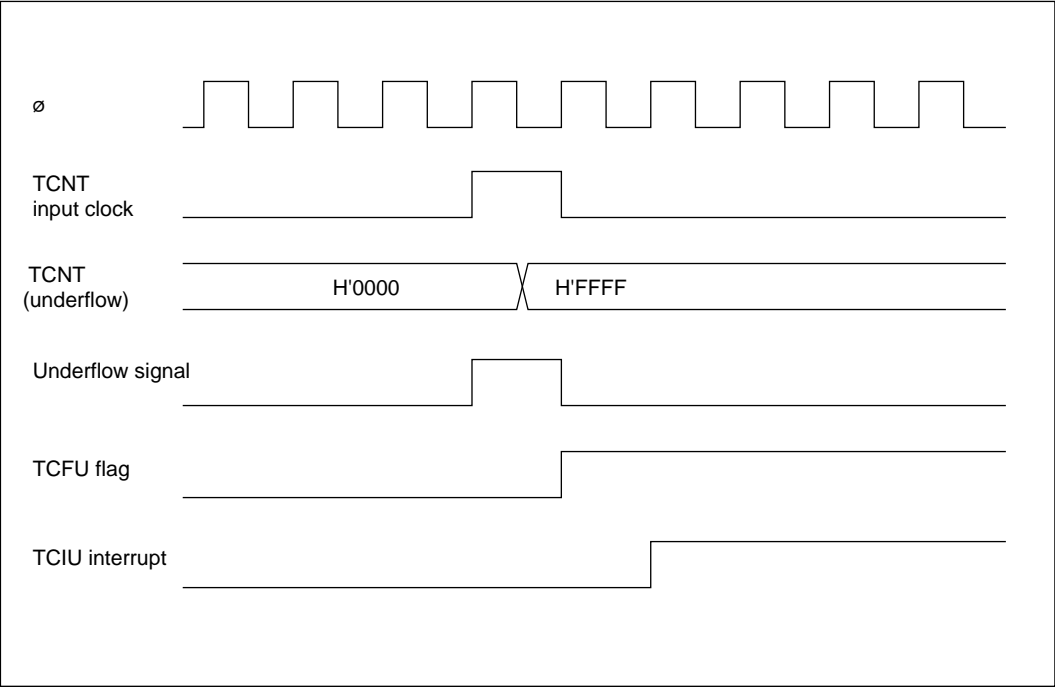 ø
TCNT
input clock
TCNT
(underflow)
H'0000
H'FFFF
Underflow signal
TCFU flag
TCIU interrupt